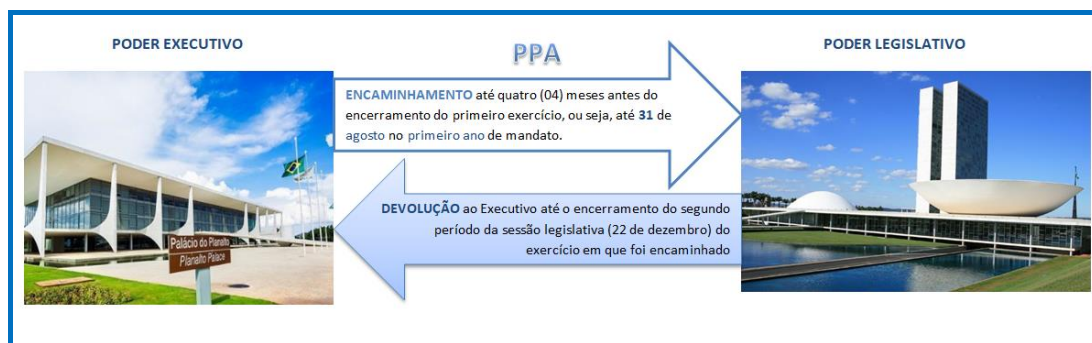 PODER EXECUTIVO
PPA
PODER LEGISLATIVO
ENCAMINHAMENTO até quatro (04) meses antes do
encerramento do primeiro exercício, ou seja, até 31 de
agosto no primeiro ano de mandato.
DEVOLUÇÃO ao Executivo até o encerramento do segundo
período da sessão legislativa (22 de dezembro) do
exercício em que foi encaminhado
Palácio do Planalto
Planalto Palace